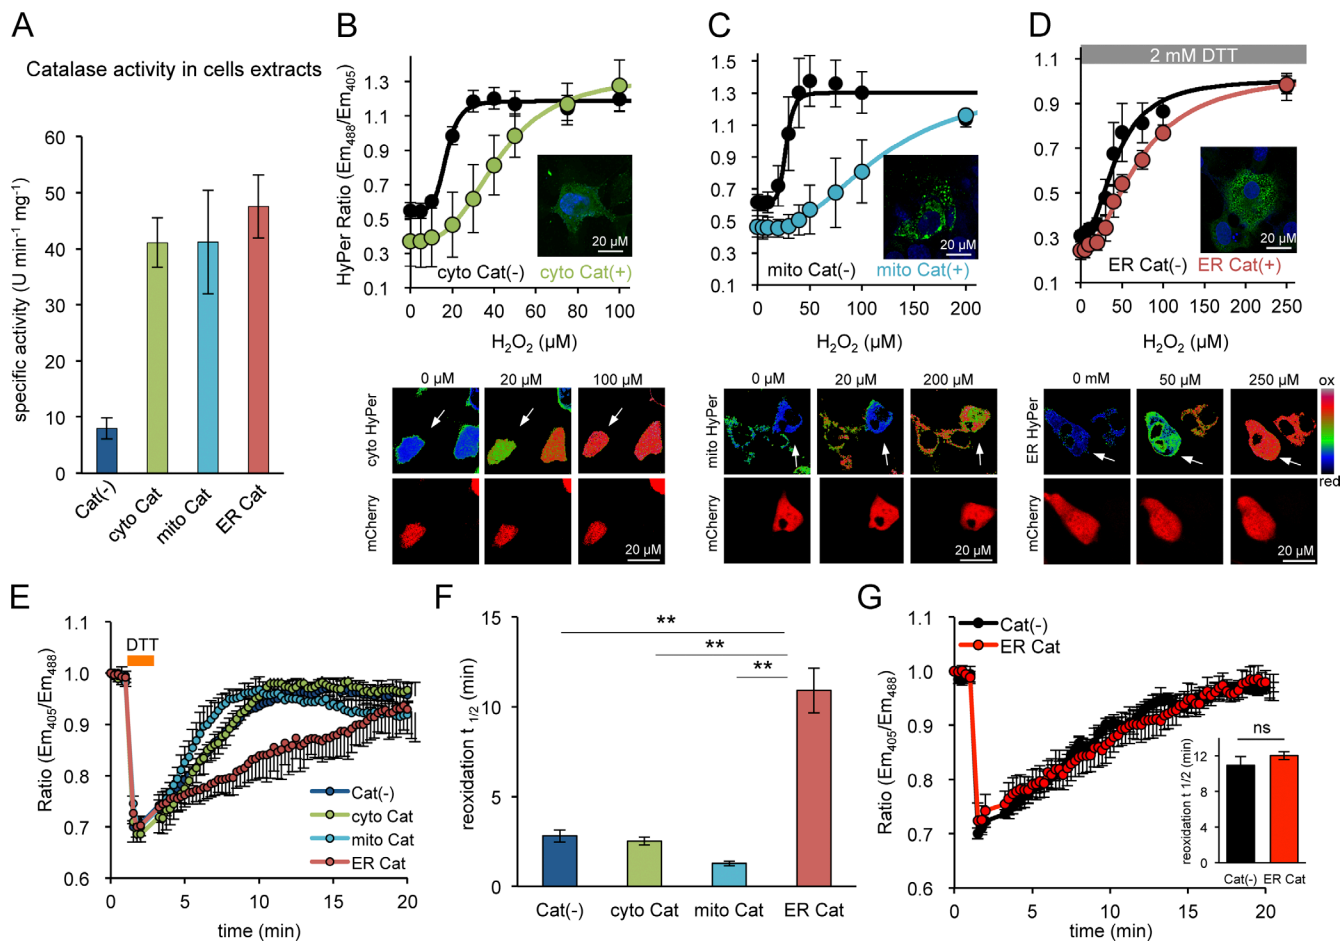 A
Catalase activity in cells extracts
specific activity (U min⁻¹ mg⁻¹)
60
50
40
30
20
10
0
Cat(-)
cyto Cat
mito Cat
ER Cat
B
HyPer Ratio (Em₄₈₈/Em₄₀₅)
1.3
1.1
0.9
0.7
0.5
0.3
0.1
20 µM
cyto Cat(-) cyto Cat(+)
0 20 40 60 80 100
H₂O₂ (µM)
0 µM 20 µM 100 µM
cyto HyPer
mCherry
20 µM
C
1.5
1.3
1.1
0.9
0.7
0.5
0.3
0.1
20 µM
mito Cat(-) mito Cat(+)
0 50 100 150 200
H₂O₂ (µM)
0 µM 20 µM 200 µM
mito HyPer
mCherry
20 µM
D
2 mM DTT
1.1
0.9
0.7
0.5
0.3
0.1
20 µM
ER Cat(-) ER Cat(+)
0 50 100 150 200 250
H₂O₂ (µM)
0 mM 50 µM 250 µM
ox
red
ER HyPer
mCherry
20 µM
E
Ratio (Em₄₀₅/Em₄₈₈)
1.1
1.0
0.9
0.8
0.7
0.6
DTT
Cat(-)
cyto Cat
mito Cat
ER Cat
0 5 10 15 20
time (min)
F
reoxidation t 1/2 (min)
15
10
5
0
**
**
**
Cat(-) cyto Cat mito Cat ER Cat
G
Ratio (Em₄₀₅/Em₄₈₈)
1.1
1.0
0.9
0.8
0.7
0.6
Cat(-)
ER Cat
0 5 10 15 20
time (min)
reoxidation t 1/2 (min)
12
9
6
3
0
ns
Cat(-) ER Cat